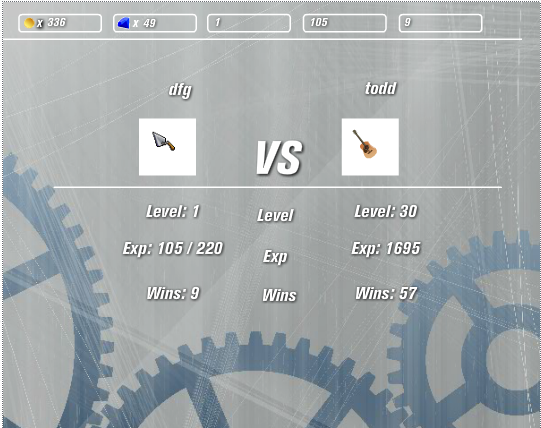 x 336
x 49
1
105
9
dfg
todd
VS
Level: 1
Level
Level: 30
Exp: 105 / 220
Exp
Exp: 1695
Wins: 9
Wins
Wins: 57